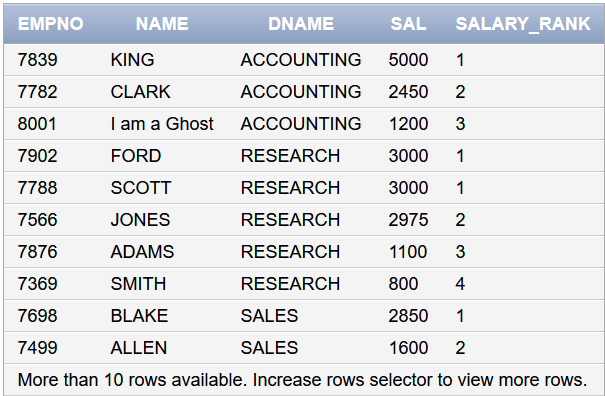 EMPNO NAME DNAME SAL SALARY_RANK
7839 KING ACCOUNTING 5000 1
7782 CLARK ACCOUNTING 2450 2
8001 I am a Ghost ACCOUNTING 1200 3
7902 FORD RESEARCH 3000 1
7788 SCOTT RESEARCH 3000 1
7566 JONES RESEARCH 2975 2
7876 ADAMS RESEARCH 1100 3
7369 SMITH RESEARCH 800 4
7698 BLAKE SALES 2850 1
7499 ALLEN SALES 1600 2
More than 10 rows available. Increase rows selector to view more rows.